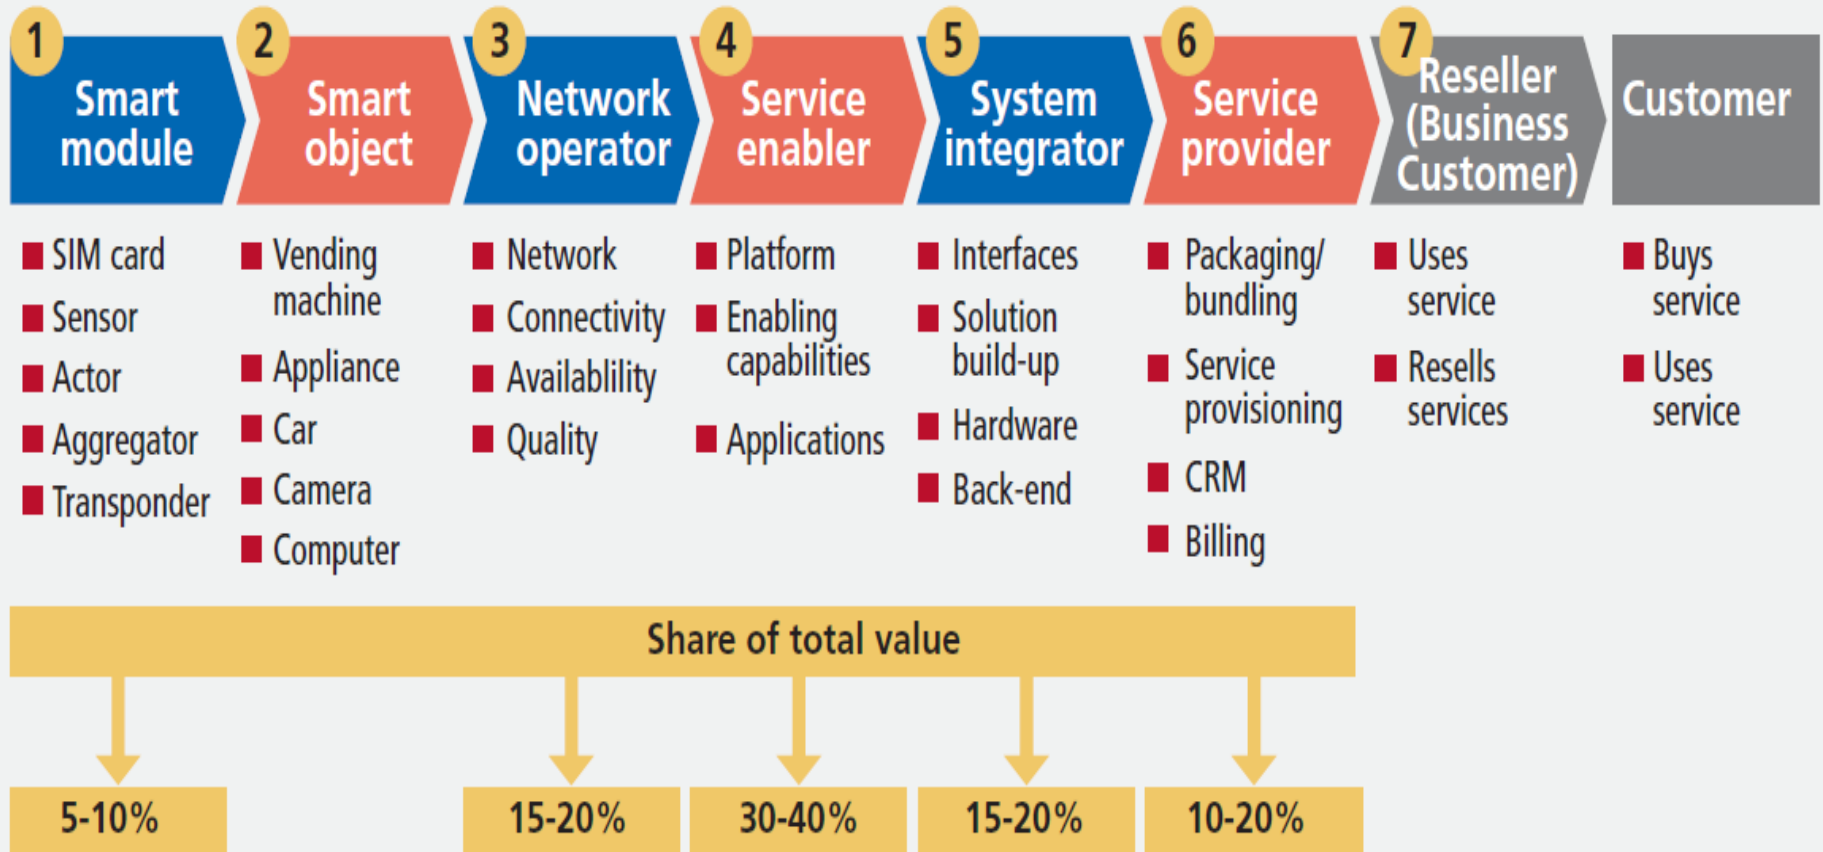 1
Smart
module
2
Smart
object
3
Network
operator
4
Service
enabler
5
System
integrator
6
Service
provider
7
Reseller
(Business
Customer)
Customer
SIM card
Sensor
Actor
Aggregator
Transponder
Vending
machine
Appliance
Car
Camera
Computer
Network
Connectivity
Availablility
Quality
Platform
Enabling
capabilities
Applications
Interfaces
Solution
build-up
Hardware
Back-end
Packaging/
bundling
Service
provisioning
CRM
Billing
Uses
service
Resells
services
Buys
service
Uses
service
Share of total value
5-10%
15-20%
30-40%
15-20%
10-20%